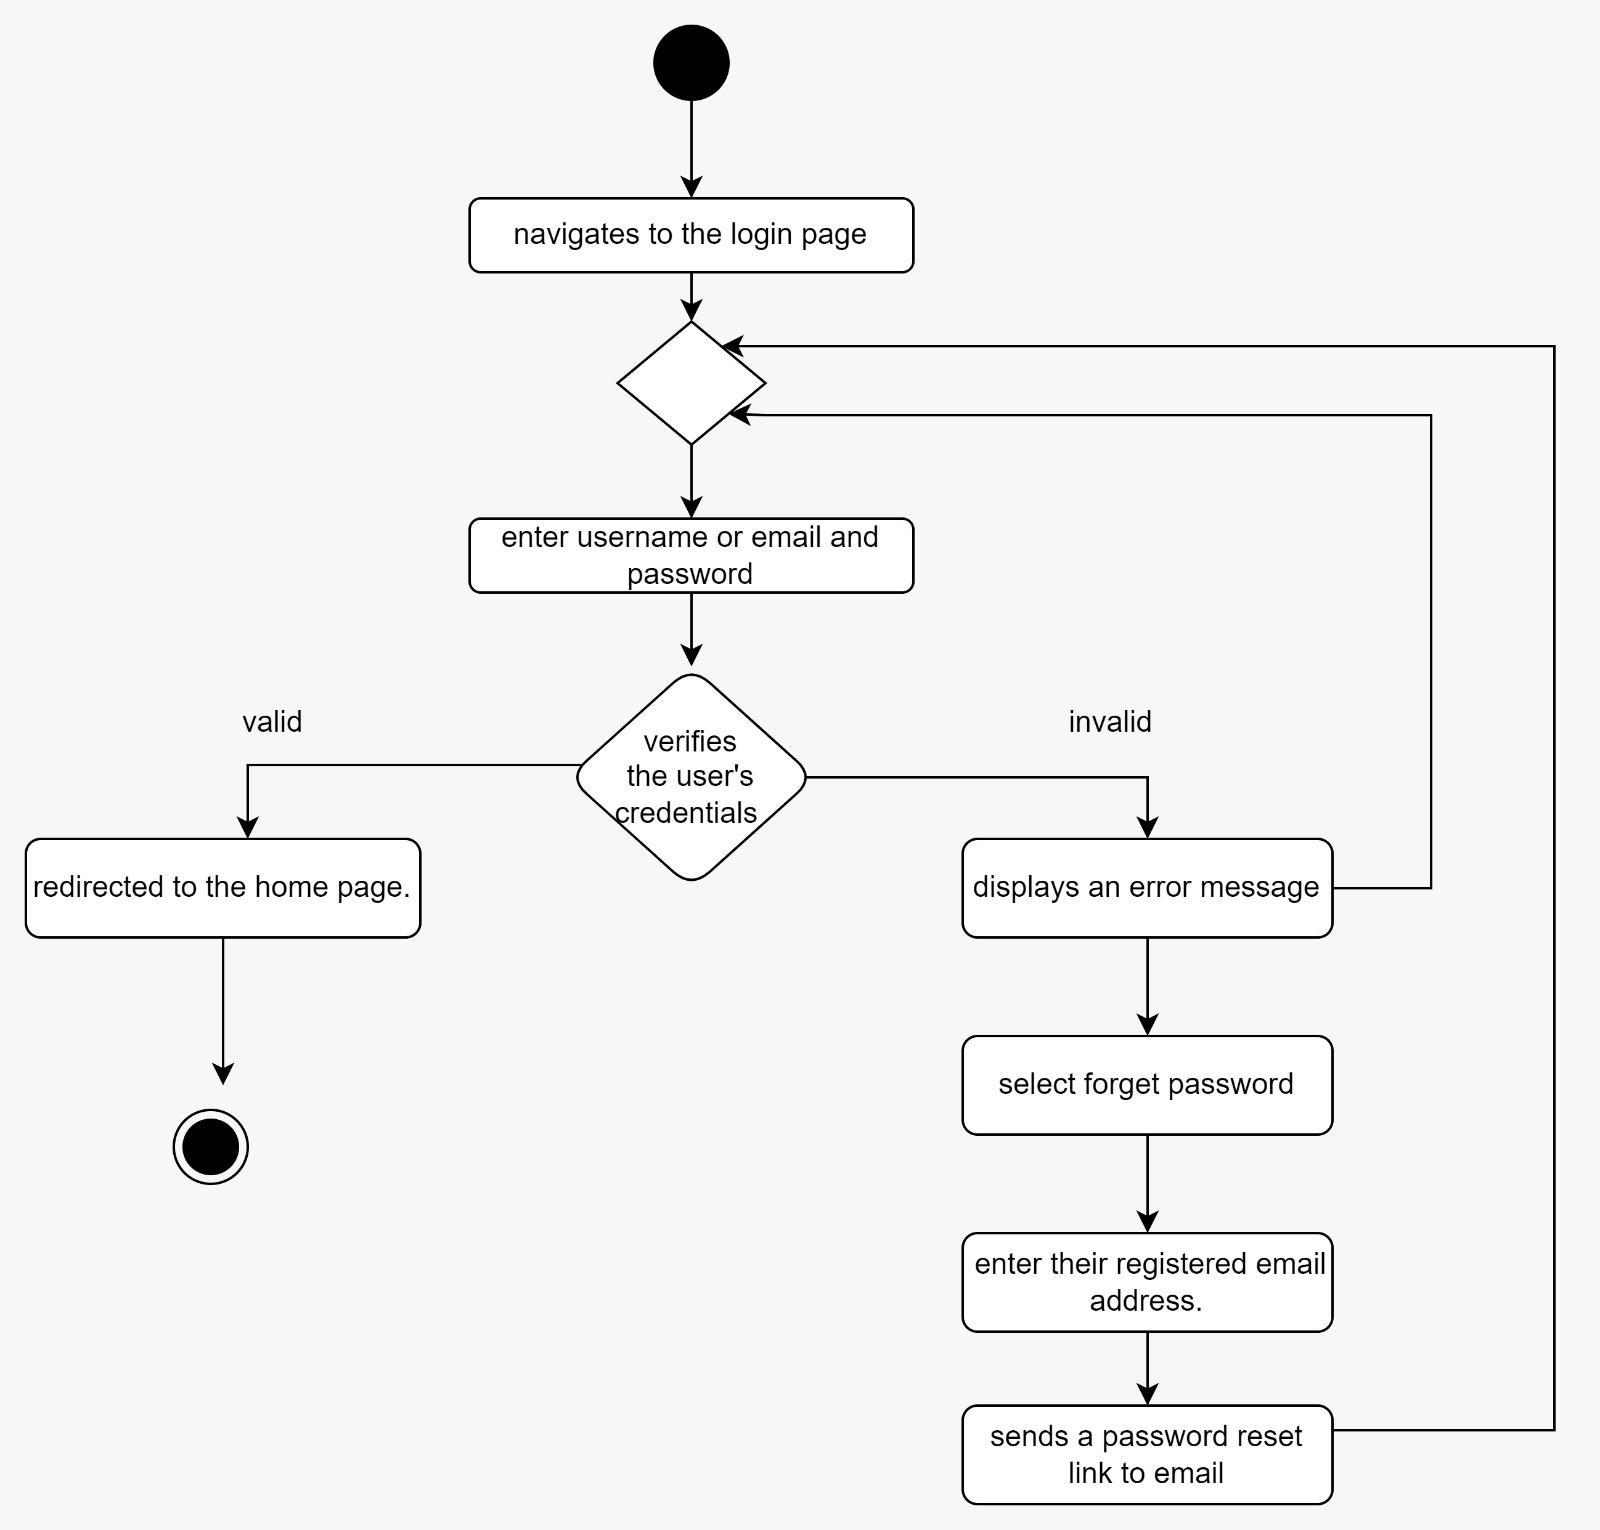 navigates to the login page
enter username or email and
password
valid
invalid
verifies
the user's
credentials
redirected to the home page.
displays an error message
select forget password
enter their registered email
address.
sends a password reset
link to email